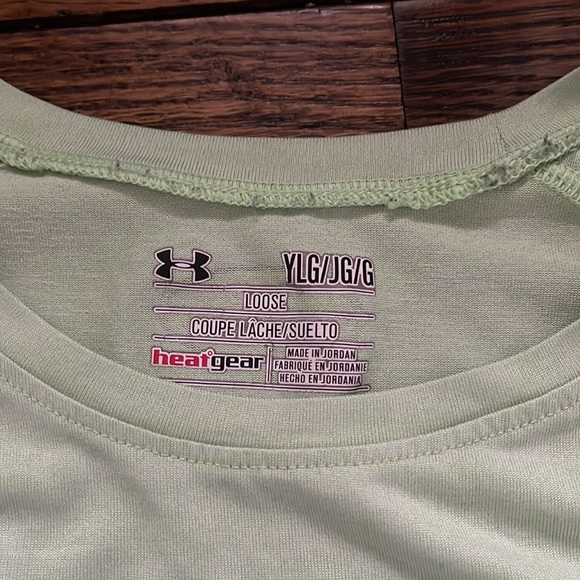 YLG/JG/G
LOOSE
COUPE LÂCHE/SUELTO
heatgear
MADE IN JORDAN
FABRIQUÉ EN JORDANIE
HECHO EN JORDANIA